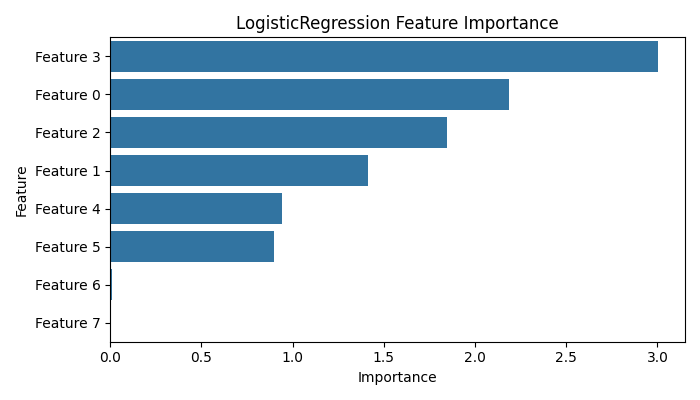 LogisticRegression Feature Importance
Feature
Feature 3
Feature 0
Feature 2
Feature 1
Feature 4
Feature 5
Feature 6
Feature 7
0.0 0.5 1.0 1.5 2.0 2.5 3.0
Importance